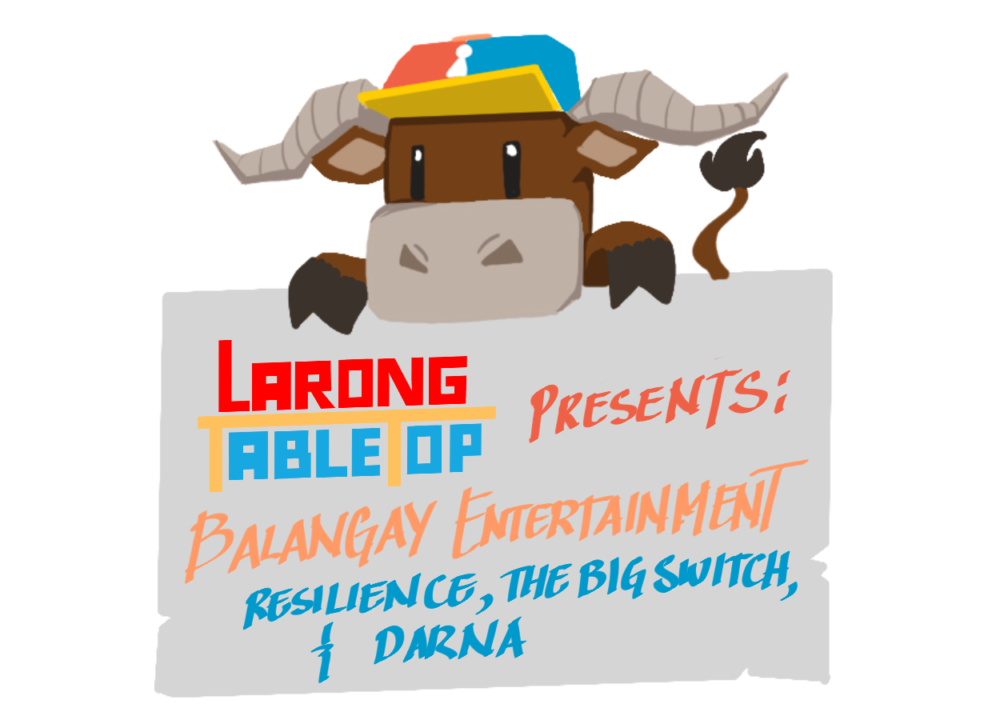 LARONG
TABLETOP
PRESENTS:
BALANGAY ENTERTAINMENT
RESILIENCE, THE BIG SWITCH,
& DARNA